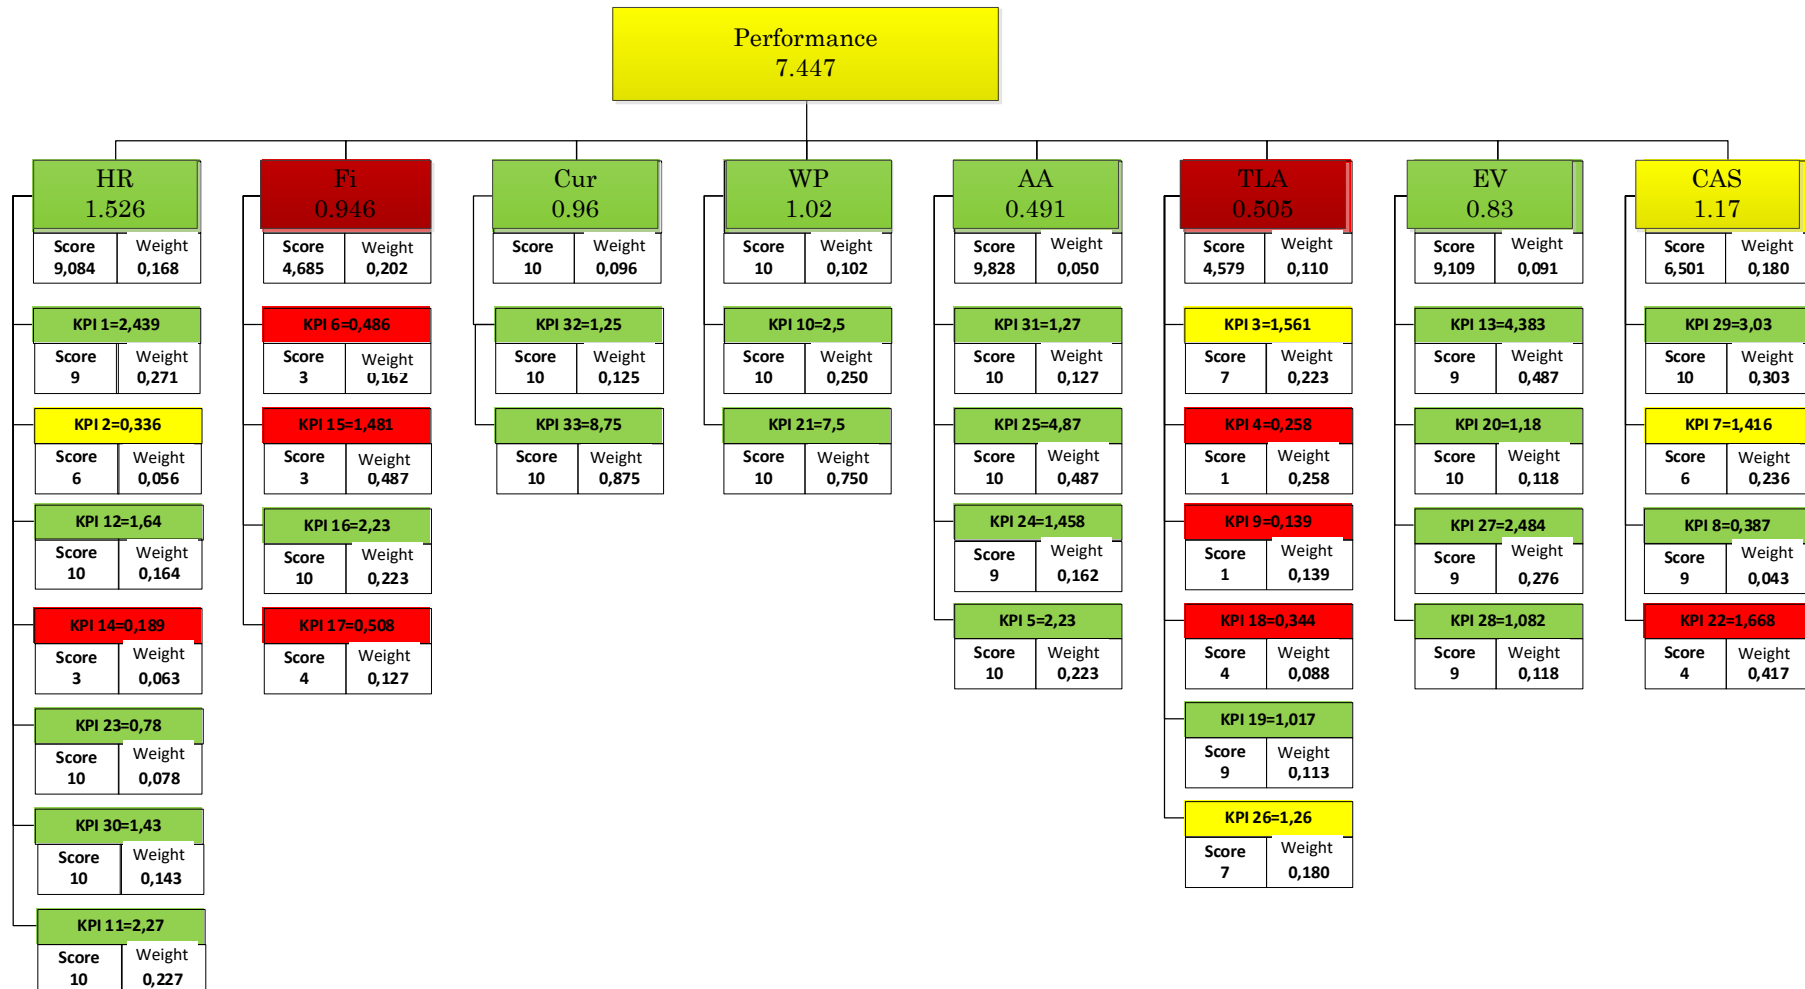 Performance
7.447
HR
1.526
Score Weight
9,084 0,168
KPI 1=2,439
Score Weight
9 0,271
KPI 2=0,336
Score Weight
6 0,056
KPI 12=1,64
Score Weight
10 0,164
KPI 14=0,189
Score Weight
3 0,063
KPI 23=0,78
Score Weight
10 0,078
KPI 30=1,43
Score Weight
10 0,143
KPI 11=2,27
Score Weight
10 0,227
Fi
0.946
Score Weight
4,685 0,202
KPI 6=0,486
Score Weight
3 0,162
KPI 15=1,481
Score Weight
3 0,487
KPI 16=2,23
Score Weight
10 0,223
KPI 17=0,508
Score Weight
4 0,127
Cur
0.96
Score Weight
10 0,096
KPI 32=1,25
Score Weight
10 0,125
KPI 33=8,75
Score Weight
10 0,875
WP
1.02
Score Weight
10 0,102
KPI 10=2,5
Score Weight
10 0,250
KPI 21=7,5
Score Weight
10 0,750
AA
0.491
Score Weight
9,828 0,050
KPI 31=1,27
Score Weight
10 0,127
KPI 25=4,87
Score Weight
10 0,487
KPI 24=1,458
Score Weight
9 0,162
KPI 5=2,23
Score Weight
10 0,223
TLA
0.505
Score Weight
4,579 0,110
KPI 3=1,561
Score Weight
7 0,223
KPI 4=0,258
Score Weight
1 0,258
KPI 9=0,139
Score Weight
1 0,139
KPI 18=0,344
Score Weight
4 0,088
KPI 19=1,017
Score Weight
9 0,113
KPI 26=1,26
Score Weight
7 0,180
EV
0.83
Score Weight
9,109 0,091
KPI 13=4,383
Score Weight
9 0,487
KPI 20=1,18
Score Weight
10 0,118
KPI 27=2,484
Score Weight
9 0,276
KPI 28=1,082
Score Weight
9 0,118
CAS
1.17
Score Weight
6,501 0,180
KPI 29=3,03
Score Weight
10 0,303
KPI 7=1,416
Score Weight
6 0,236
KPI 8=0,387
Score Weight
9 0,043
KPI 22=1,668
Score Weight
4 0,417